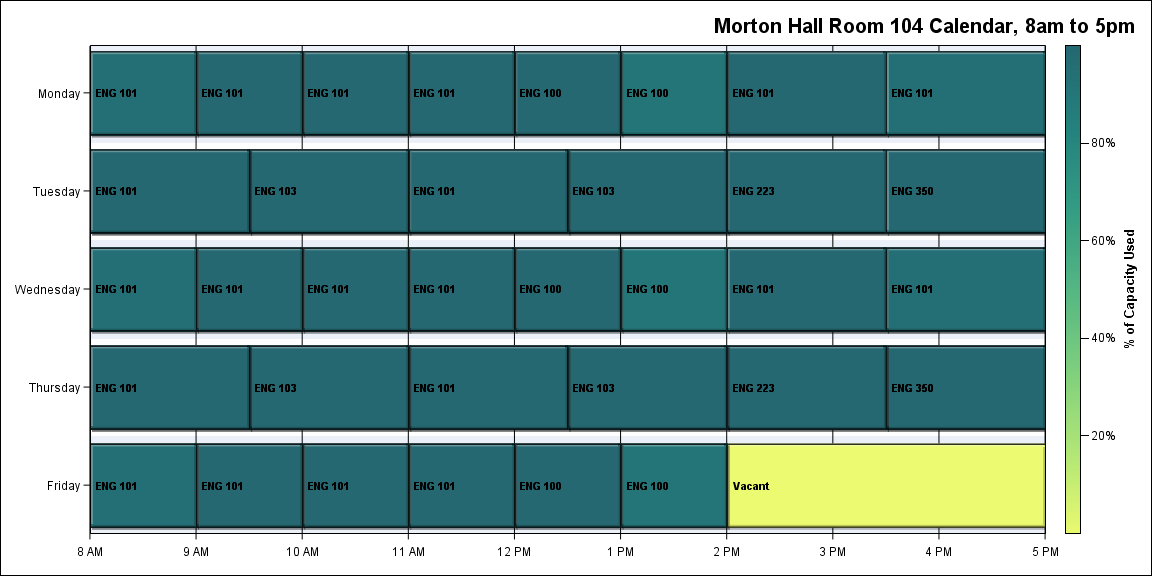 Morton Hall Room 104 Calendar, 8am to 5pm
Monday
ENG 101 ENG 101 ENG 101 ENG 101 ENG 100 ENG 100 ENG 101 ENG 101
Tuesday
ENG 101 ENG 103 ENG 101 ENG 103 ENG 223 ENG 350
Wednesday
ENG 101 ENG 101 ENG 101 ENG 101 ENG 100 ENG 100 ENG 101 ENG 101
Thursday
ENG 101 ENG 103 ENG 101 ENG 103 ENG 223 ENG 350
Friday
ENG 101 ENG 101 ENG 101 ENG 101 ENG 100 ENG 100 Vacant
8 AM 9 AM 10 AM 11 AM 12 PM 1 PM 2 PM 3 PM 4 PM 5 PM
80%
60%
40%
20%
% of Capacity Used